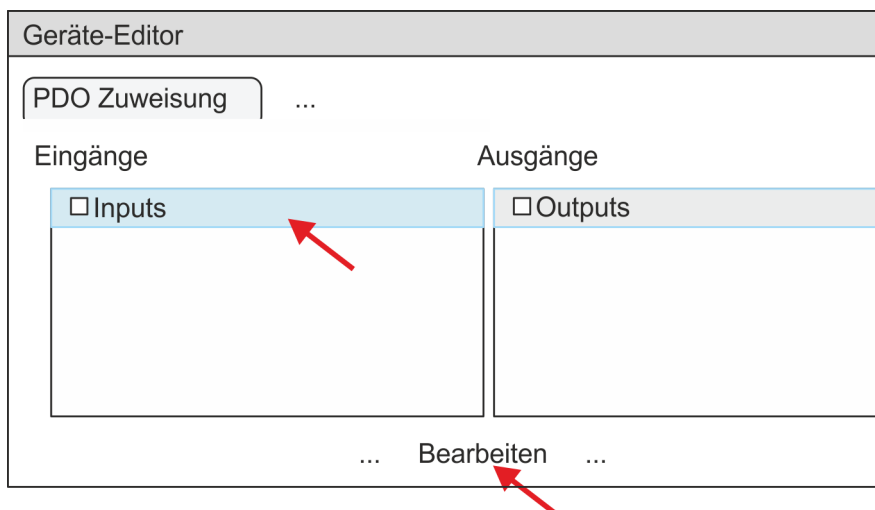 Geräte-Editor
PDO Zuweisung ...
Eingänge Ausgänge
Inputs Outputs
... Bearbeiten ...